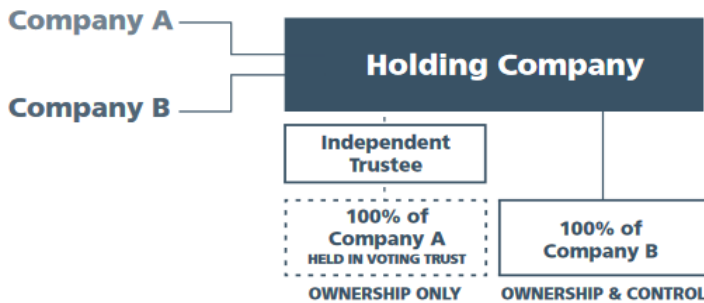 Company A
Holding Company
Company B
Independent
Trustee
100% of
Company A
HELD IN VOTING TRUST
100% of
Company B
OWNERSHIP ONLY
OWNERSHIP & CONTROL